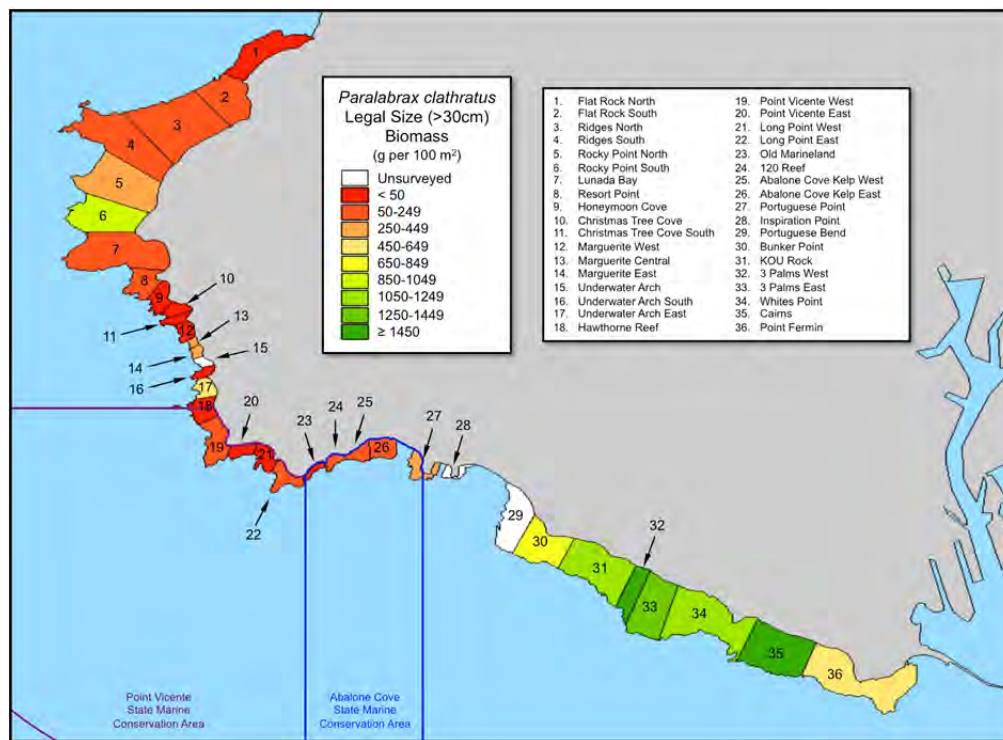 Paralabrax clathratus
Legal Size (>30cm)
Biomass
(g per 100 m²)
Unsurveyed
< 50
50-249
250-449
450-649
650-849
850-1049
1050-1249
1250-1449
≥ 1450
1. Flat Rock North
2. Flat Rock South
3. Ridges North
4. Ridges South
5. Rocky Point North
6. Rocky Point South
7. Lunada Bay
8. Resort Point
9. Honeymoon Cove
10. Christmas Tree Cove
11. Christmas Tree Cove South
12. Marguerite West
13. Marguerite Central
14. Marguerite East
15. Underwater Arch
16. Underwater Arch South
17. Underwater Arch East
18. Hawthorne Reef
19. Point Vicente West
20. Point Vicente East
21. Long Point West
22. Long Point East
23. Old Marineland
24. 120 Reef
25. Abalone Cove Kelp West
26. Abalone Cove Kelp East
27. Portuguese Point
28. Inspiration Point
29. Portuguese Bend
30. Bunker Point
31. KOU Rock
32. 3 Palms West
33. 3 Palms East
34. Whites Point
35. Cairns
36. Point Fermin
1
2
3
4
5
6
7
8
9
10
11
12
13
14
15
16
17
18
19
20
21
22
23
24
25
26
27
28
29
30
31
32
33
34
35
36
Point Vicente
State Marine
Conservation Area
Abalone Cove
State Marine
Conservation Area